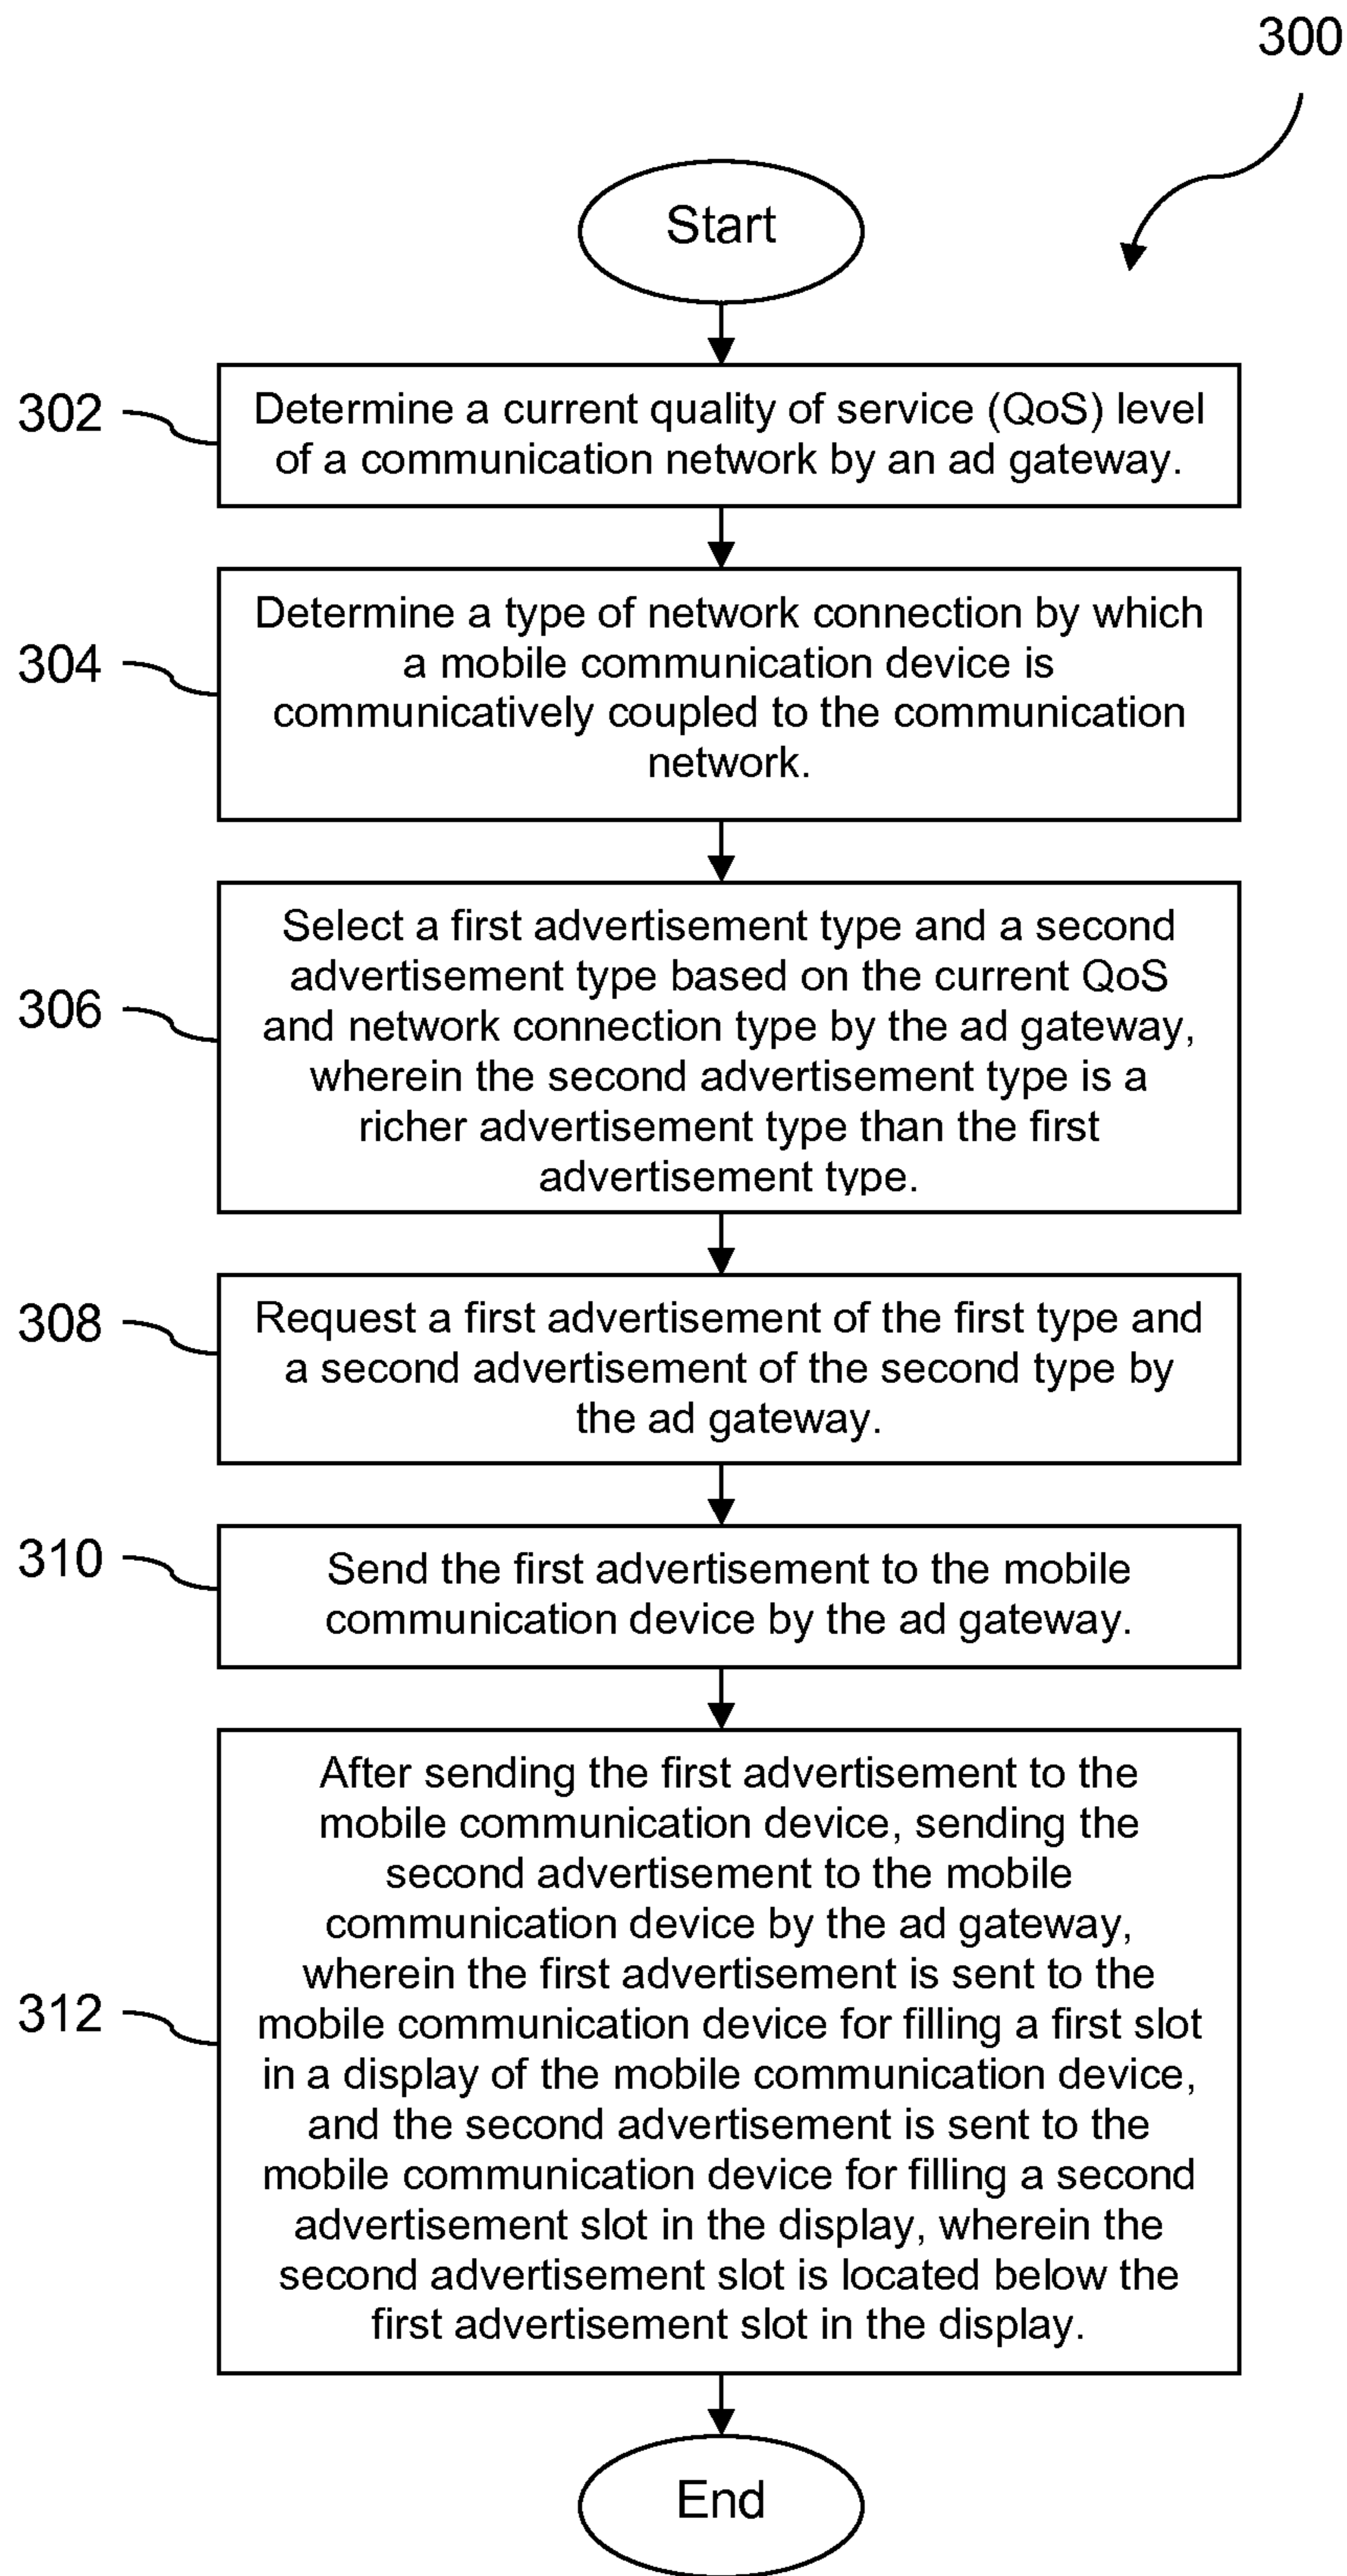 300
Start
302
Determine a current quality of service (QoS) level
of a communication network by an ad gateway.
304
Determine a type of network connection by which
a mobile communication device is
communicatively coupled to the communication
network.
306
Select a first advertisement type and a second
advertisement type based on the current QoS
and network connection type by the ad gateway,
wherein the second advertisement type is a
richer advertisement type than the first
advertisement type.
308
Request a first advertisement of the first type and
a second advertisement of the second type by
the ad gateway.
310
Send the first advertisement to the mobile
communication device by the ad gateway.
312
After sending the first advertisement to the
mobile communication device, sending the
second advertisement to the mobile
communication device by the ad gateway,
wherein the first advertisement is sent to the
mobile communication device for filling a first slot
in a display of the mobile communication device,
and the second advertisement is sent to the
mobile communication device for filling a second
advertisement slot in the display, wherein the
second advertisement slot is located below the
first advertisement slot in the display.
End